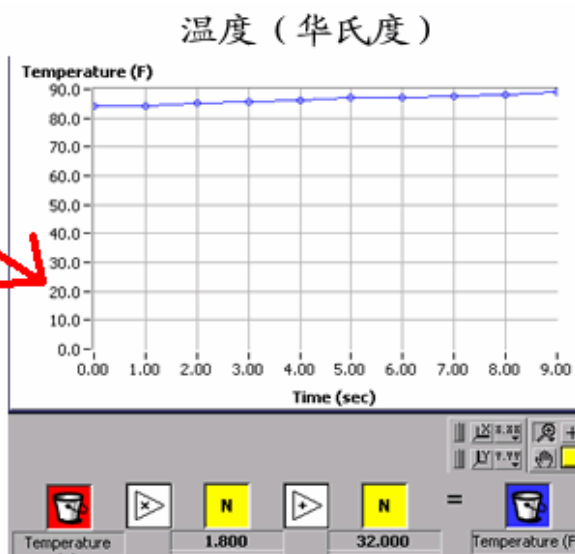 温度（华氏度）
Temperature (F)
90.0
80.0
70.0
60.0
50.0
40.0
30.0
20.0
10.0
0.0
0.00 1.00 2.00 3.00 4.00 5.00 6.00 7.00 8.00 9.00
Time (sec)
N N =
Temperature 1.800 32.000 Temperature (F